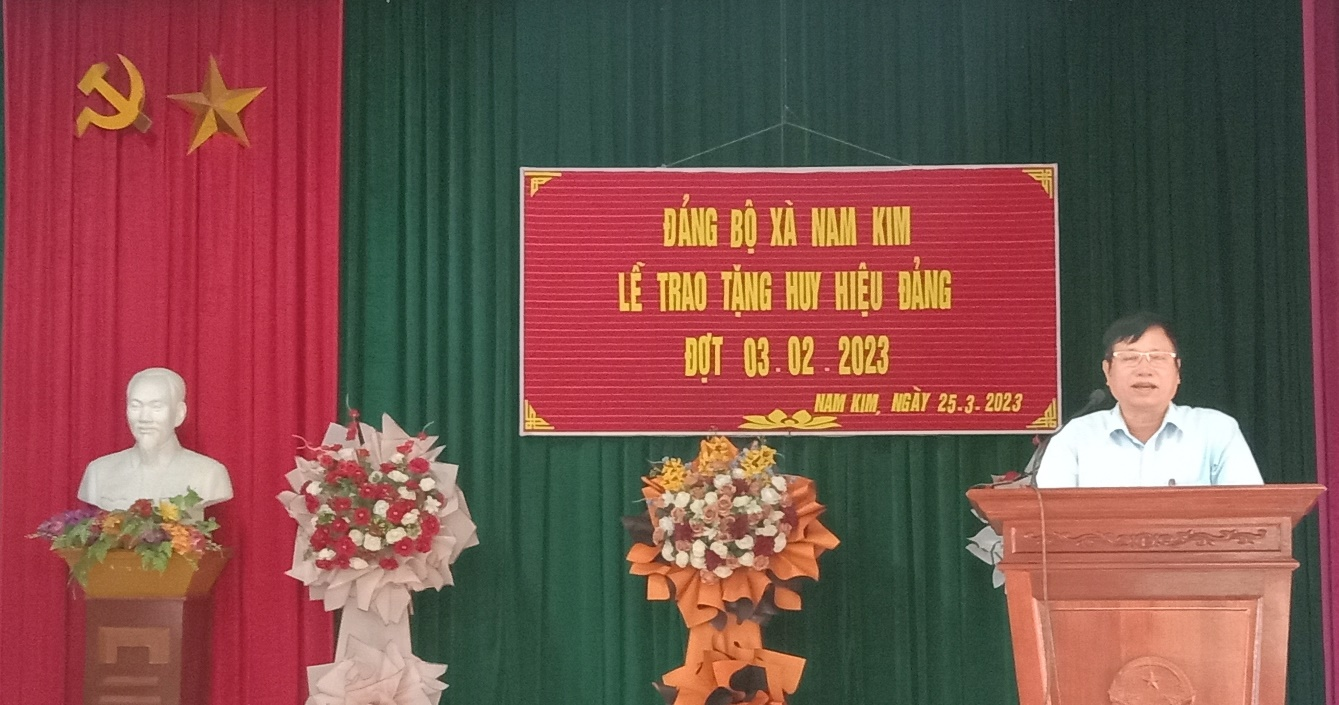 ĐẢNG BỘ XÀ NAM KIM
LỄ TRAO TẶNG HUY HIỆU ĐẢNG
ĐỢT 03-02-2023
NAM KIM, NGÀY 25-3-2023